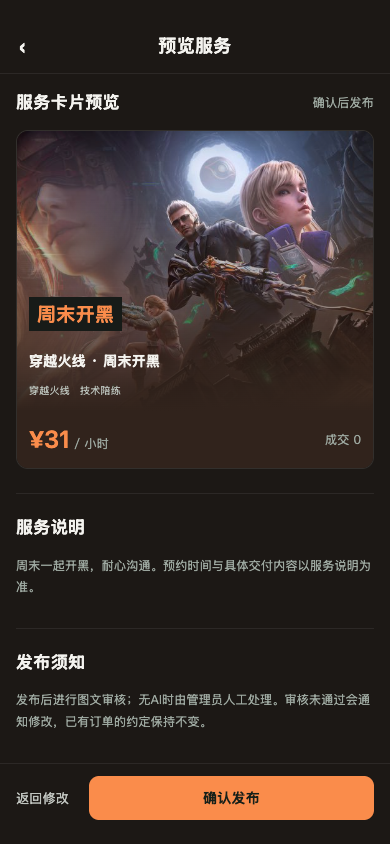 预览服务
服务卡片预览
确认后发布
周末开黑
穿越火线 · 周末开黑
穿越火线 技术陪练
¥31 / 小时
成交 0
服务说明
周末一起开黑，耐心沟通。预约时间与具体交付内容以服务说明为
准。
发布须知
发布后进行图文审核；无AI时由管理员人工处理。审核未通过会通
知修改，已有订单的约定保持不变。
返回修改
确认发布